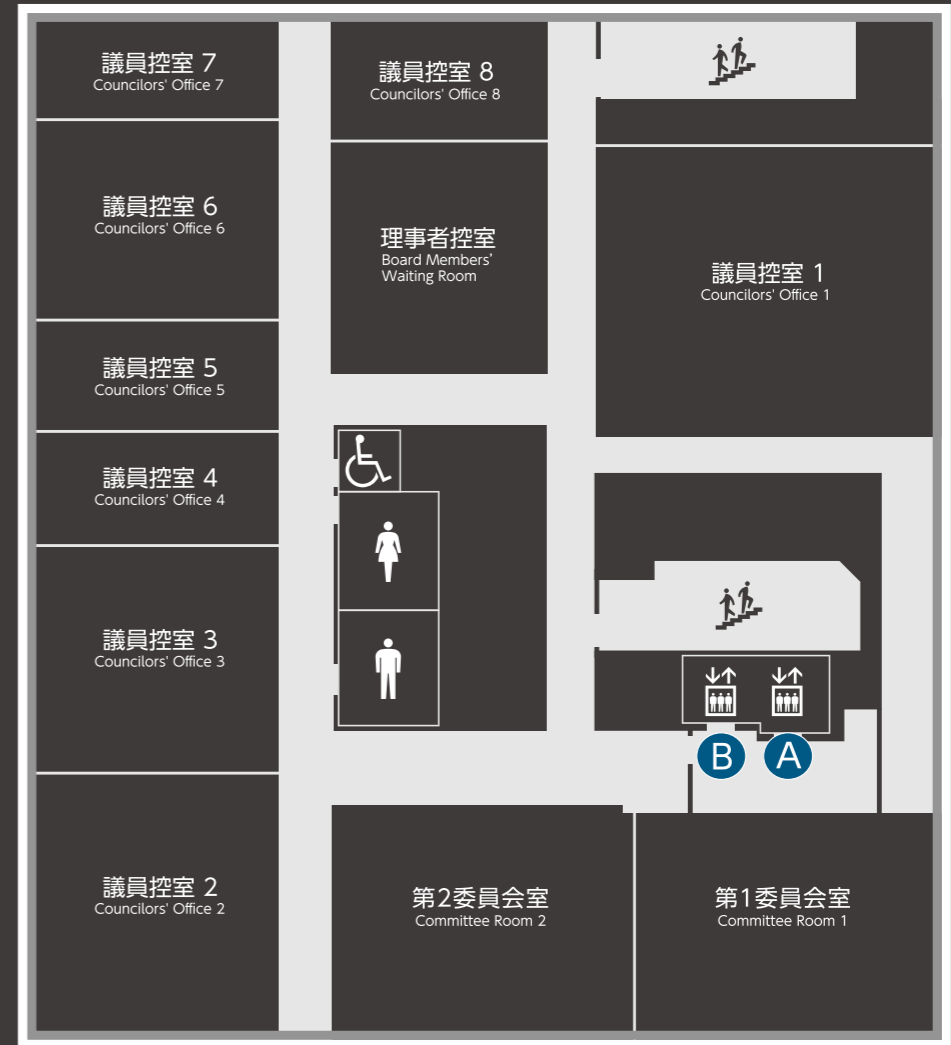 議員控室 7
Councilors' Office 7
議員控室 8
Councilors' Office 8
議員控室 6
Councilors' Office 6
理事者控室
Board Members'
Waiting Room
議員控室 1
Councilors' Office 1
議員控室 5
Councilors' Office 5
議員控室 4
Councilors' Office 4
議員控室 3
Councilors' Office 3
B
A
議員控室 2
Councilors' Office 2
第2委員会室
Committee Room 2
第1委員会室
Committee Room 1